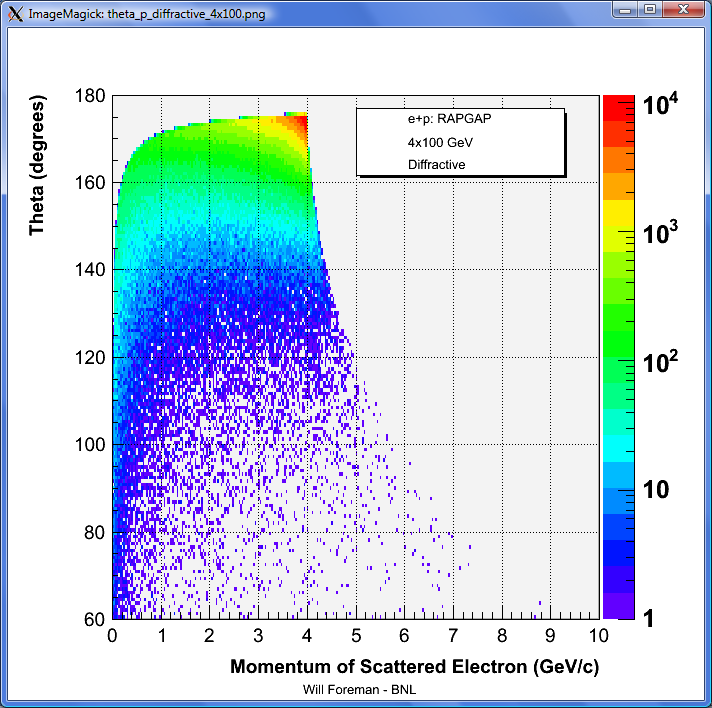 ImageMagick: theta_p_diffractive_4x100.png
Theta (degrees)
180
160
140
120
100
80
60
e+p: RAPGAP
4x100 GeV
Diffractive
10⁴
10³
10²
10
1
0 1 2 3 4 5 6 7 8 9 10
Momentum of Scattered Electron (GeV/c)
Will Foreman - BNL